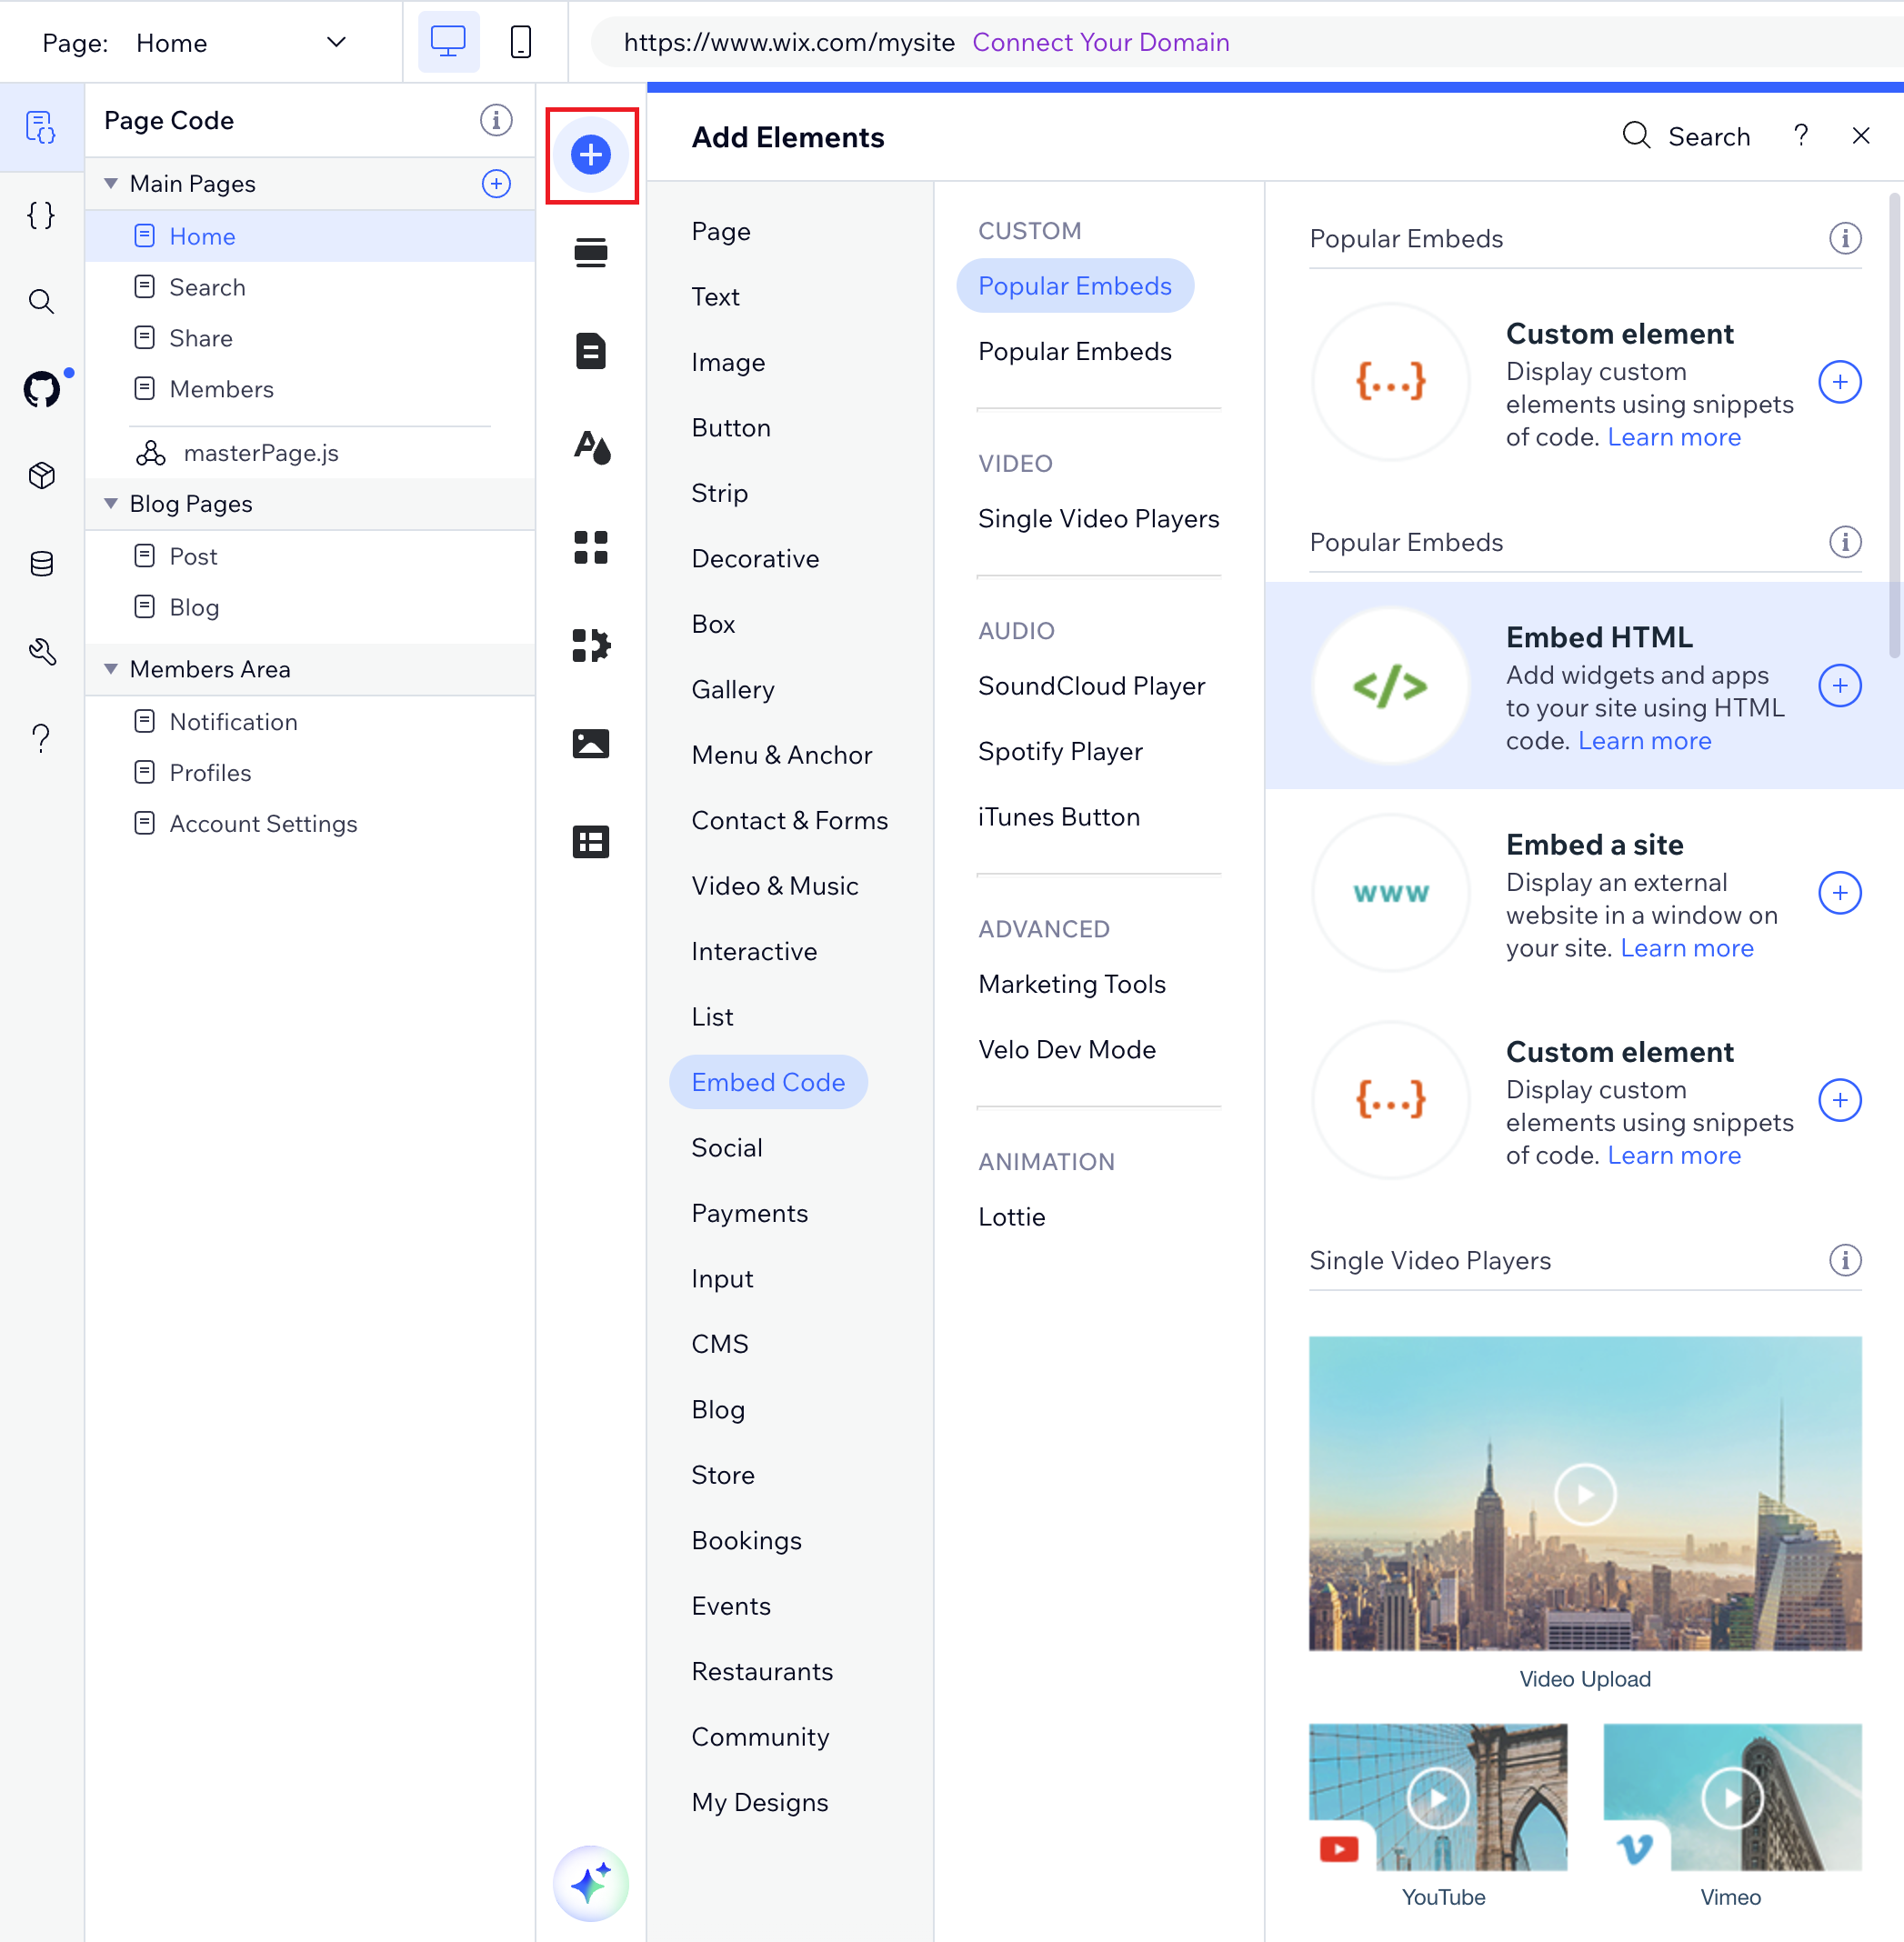 Page: Home
https://www.wix.com/mysite Connect Your Domain
Page Code
Main Pages
Home
Search
Share
Members
masterPage.js
Blog Pages
Post
Blog
Members Area
Notification
Profiles
Account Settings
Add Elements
Search
?
Page
Text
Image
Button
Strip
Decorative
Box
Gallery
Menu & Anchor
Contact & Forms
Video & Music
Interactive
List
Embed Code
Social
Payments
Input
CMS
Blog
Store
Bookings
Events
Restaurants
Community
My Designs
CUSTOM
Popular Embeds
Popular Embeds
VIDEO
Single Video Players
AUDIO
SoundCloud Player
Spotify Player
iTunes Button
ADVANCED
Marketing Tools
Velo Dev Mode
ANIMATION
Lottie
Popular Embeds
{...}
Custom element
Display custom
elements using snippets
of code. Learn more
Popular Embeds
</>
Embed HTML
Add widgets and apps
to your site using HTML
code. Learn more
www
Embed a site
Display an external
website in a window on
your site. Learn more
{...}
Custom element
Display custom
elements using snippets
of code. Learn more
Single Video Players
Video Upload
YouTube
Vimeo